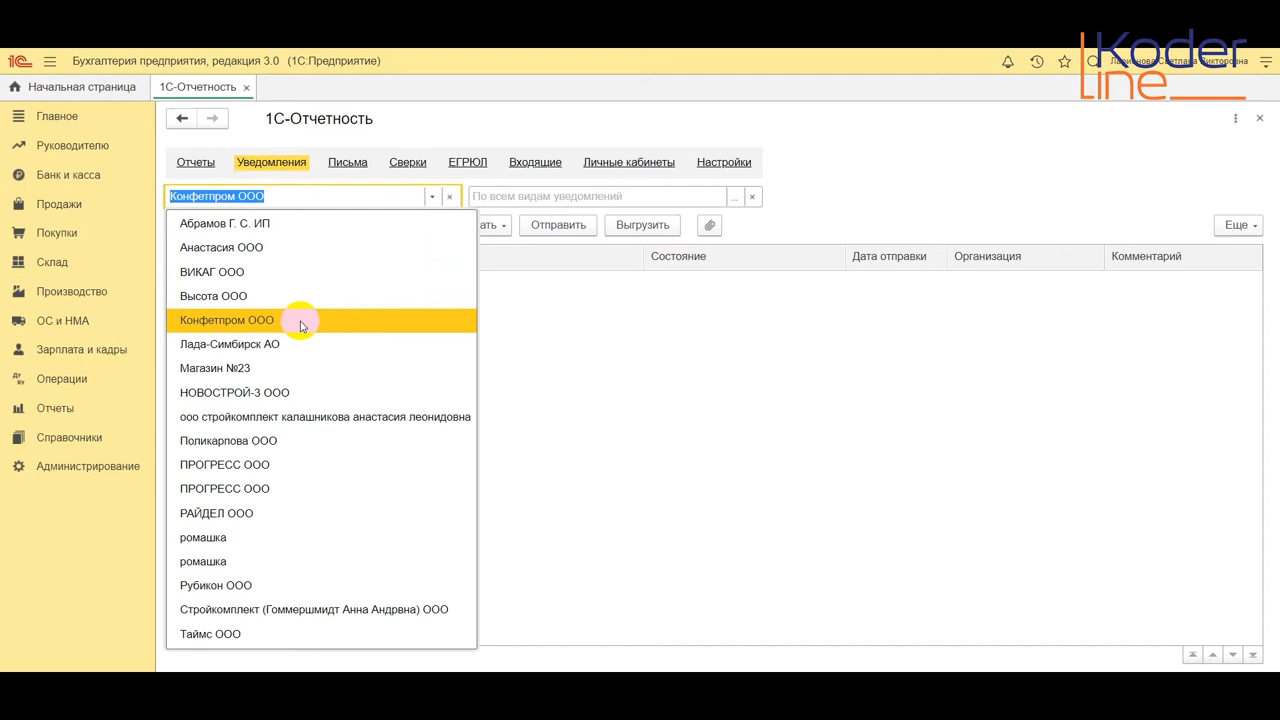 Koder
Line
1С Бухгалтерия предприятия, редакция 3.0 (1С:Предприятие)
Ларионова Светлана Викторовна
Начальная страница
1С-Отчетность ×
Главное
Руководителю
Банк и касса
Продажи
Покупки
Склад
Производство
ОС и НМА
Зарплата и кадры
Операции
Отчеты
Справочники
Администрирование
1С-Отчетность
Отчеты Уведомления Письма Сверки ЕГРЮЛ Входящие Личные кабинеты Настройки
Конфетпром ООО
По всем видам уведомлений
...
ать Отправить Выгрузить Еще
Состояние Дата отправки Организация Комментарий
Абрамов Г. С. ИП
Анастасия ООО
ВИКАГ ООО
Высота ООО
Конфетпром ООО
Лада-Симбирск АО
Магазин №23
НОВОСТРОЙ-3 ООО
ооо стройкомплект калашникова анастасия леонидовна
Поликарпова ООО
ПРОГРЕСС ООО
ПРОГРЕСС ООО
РАЙДЕЛ ООО
ромашка
ромашка
Рубикон ООО
Стройкомплект (Гоммершмидт Анна Андрвна) ООО
Таймс ООО